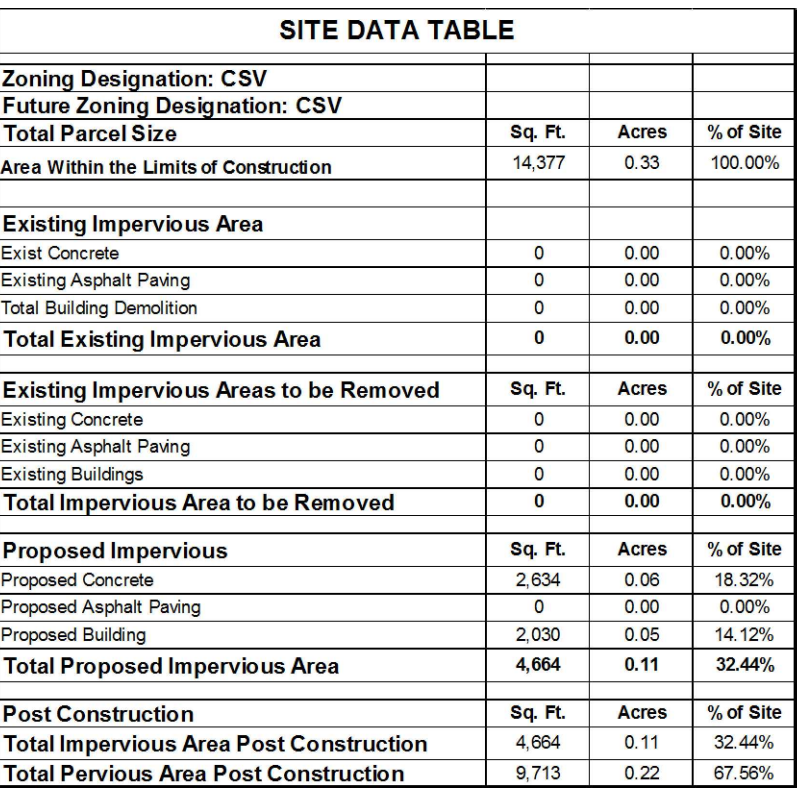 SITE DATA TABLE
Zoning Designation: CSV
Future Zoning Designation: CSV
Total Parcel Size Sq. Ft. Acres % of Site
Area Within the Limits of Construction 14,377 0.33 100.00%
Existing Impervious Area
Exist Concrete 0 0.00 0.00%
Existing Asphalt Paving 0 0.00 0.00%
Total Building Demolition 0 0.00 0.00%
Total Existing Impervious Area 0 0.00 0.00%
Existing Impervious Areas to be Removed Sq. Ft. Acres % of Site
Existing Concrete 0 0.00 0.00%
Existing Asphalt Paving 0 0.00 0.00%
Existing Buildings 0 0.00 0.00%
Total Impervious Area to be Removed 0 0.00 0.00%
Proposed Impervious Sq. Ft. Acres % of Site
Proposed Concrete 2,634 0.06 18.32%
Proposed Asphalt Paving 0 0.00 0.00%
Proposed Building 2,030 0.05 14.12%
Total Proposed Impervious Area 4,664 0.11 32.44%
Post Construction Sq. Ft. Acres % of Site
Total Impervious Area Post Construction 4,664 0.11 32.44%
Total Pervious Area Post Construction 9,713 0.22 67.56%